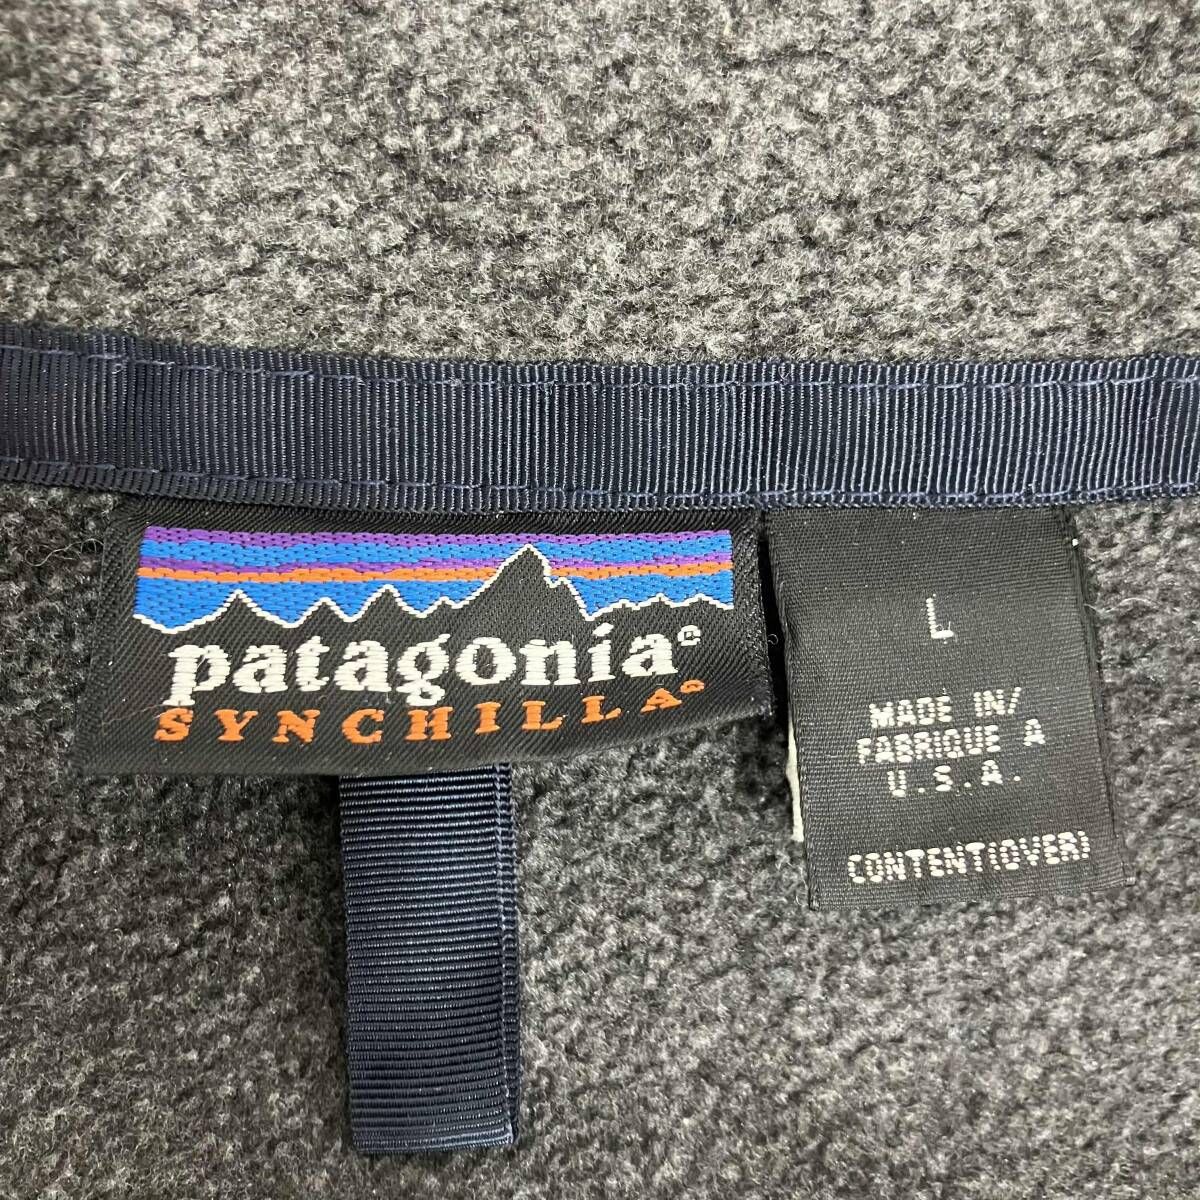 patagonia®
SYNCHILLA®
L
MADE IN/
FABRIQUE A
U.S.A.
CONTENT(OVER)